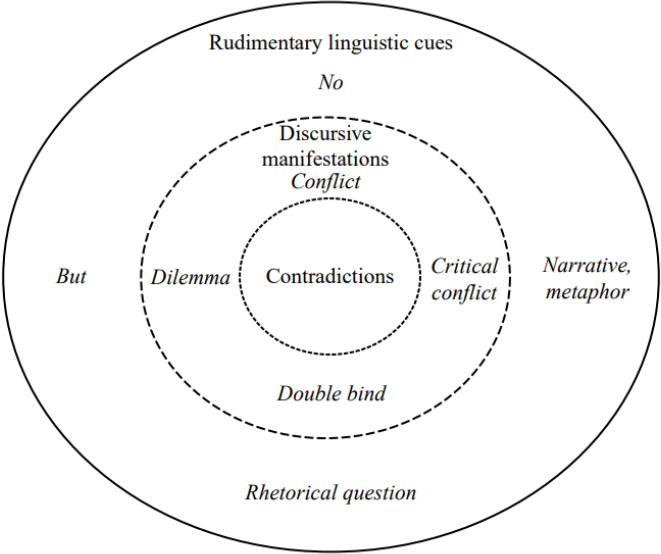 Rudimentary linguistic cues
No
Discursive
manifestations
Conflict
But
Dilemma
Contradictions
Critical
conflict
Narrative,
metaphor
Double bind
Rhetorical question